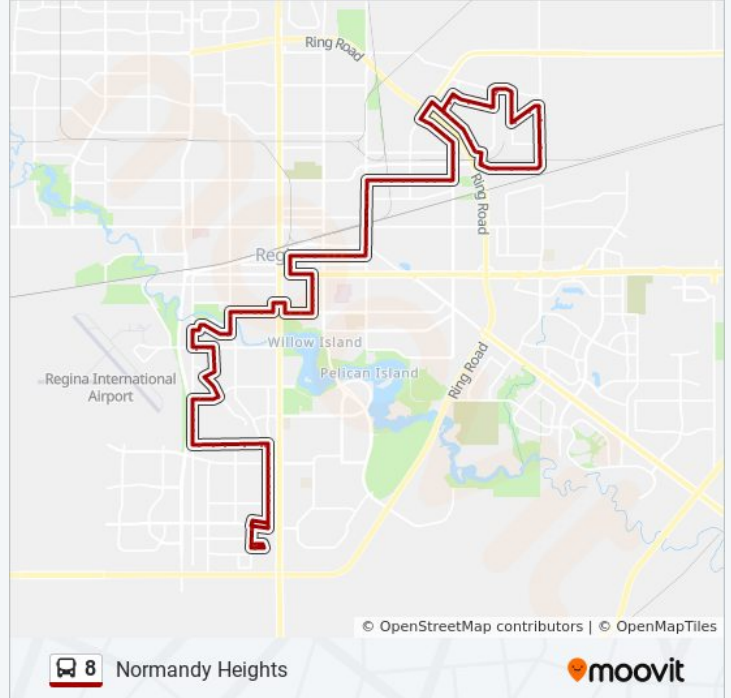 Ring Road
Ring Road
Reg
Willow Island
Pelican Island
Regina International
Airport
Ring Road
© OpenStreetMap contributors | © OpenMapTiles
8 Normandy Heights
moovit